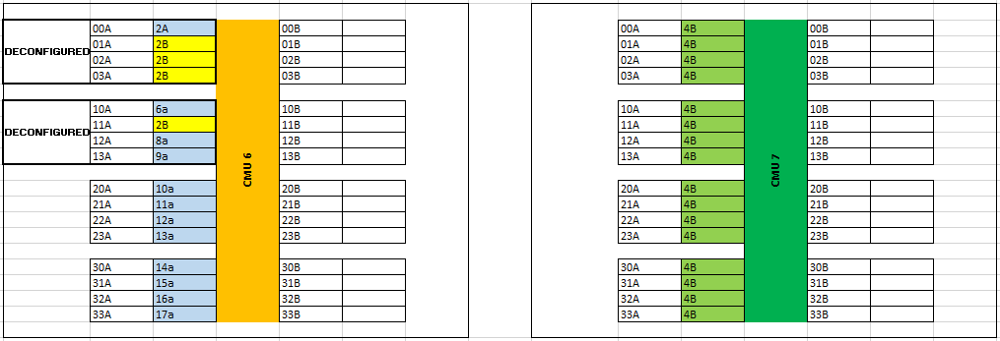 00A 2A 00B 00A 4B 00B
01A 2B 01B 01A 4B 01B
DECONFIGURED
02A 2B 02B 02A 4B 02B
03A 2B 03B 03A 4B 03B
10A 6a 10B 10A 4B 10B
11A 2B 11B 11A 4B 11B
DECONFIGURED
12A 8a 12B 12A 4B 12B
13A 9a 13B 13A 4B 13B
CMU 6 CMU 7
20A 10a 20B 20A 4B 20B
21A 11a 21B 21A 4B 21B
22A 12a 22B 22A 4B 22B
23A 13a 23B 23A 4B 23B
30A 14a 30B 30A 4B 30B
31A 15a 31B 31A 4B 31B
32A 16a 32B 32A 4B 32B
33A 17a 33B 33A 4B 33B